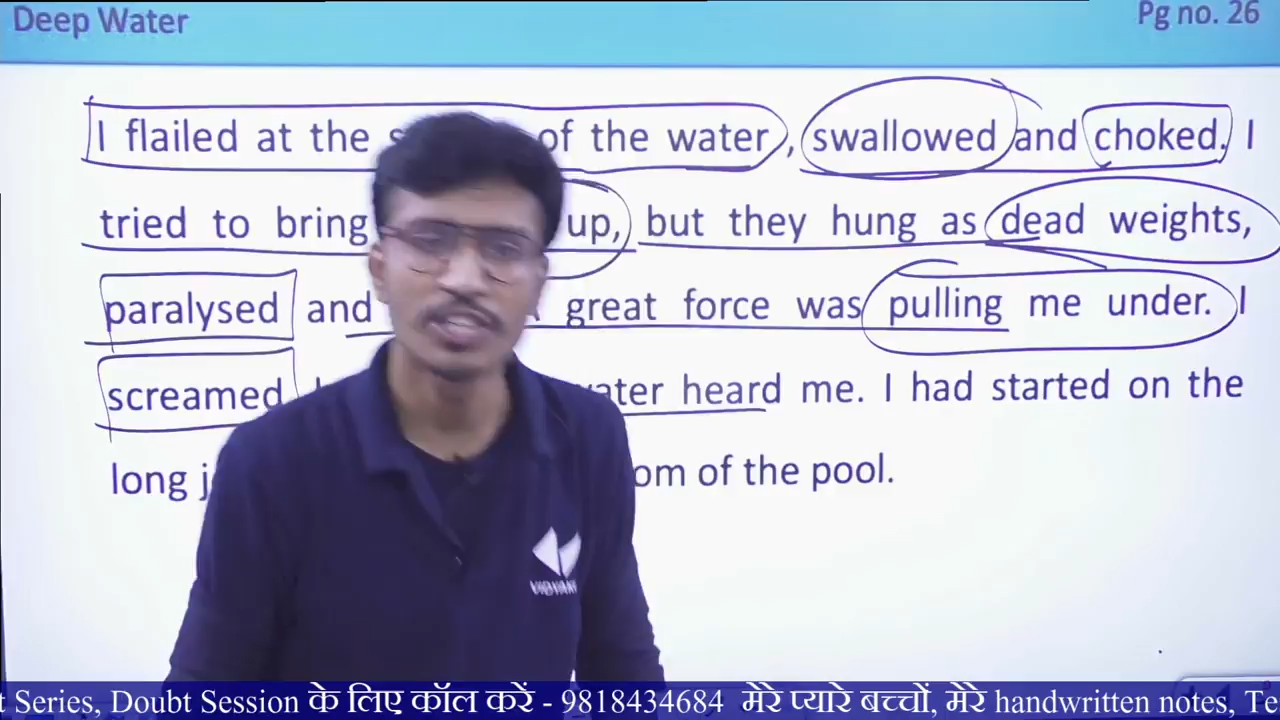 Deep Water
Pg no. 26
I flailed at the of the water, swallowed and choked. I
tried to bring up, but they hung as dead weights,
paralysed and great force was pulling me under. I
screamed water heard me. I had started on the
long of the pool.
VIDYAKUL
t Series, Doubt Session के लिए कॉल करें - 9818434684 मेरे प्यारे बच्चों, मेरे handwritten notes, Te